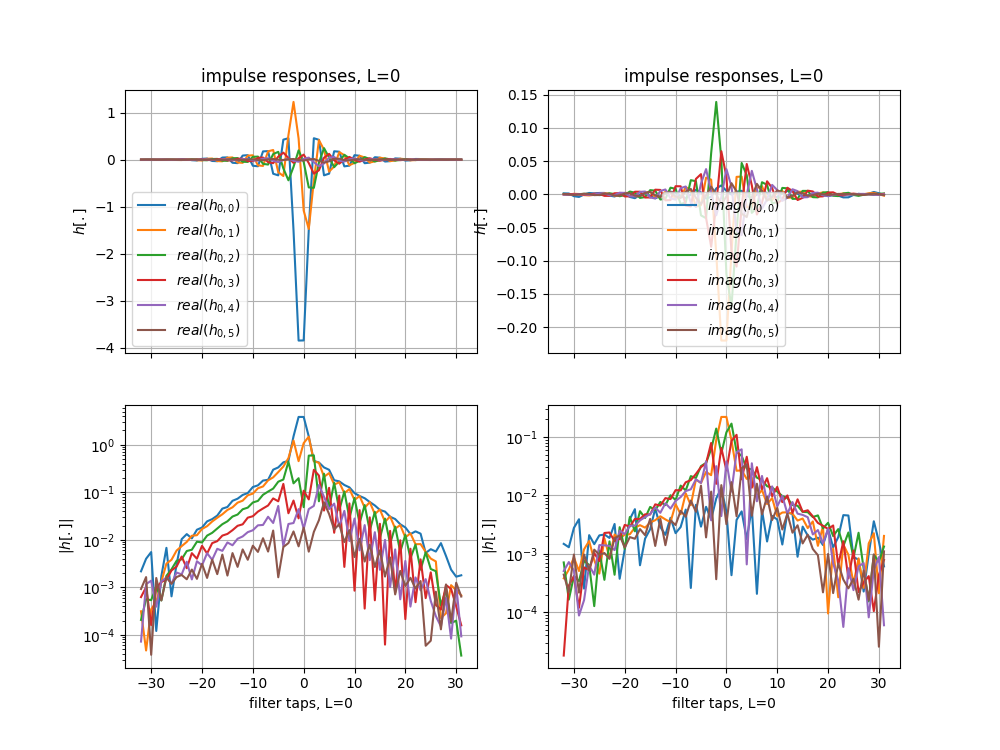 impulse responses, L=0
1
0
−1
−2
−3
−4
h[.]
real(h0,0)
real(h0,1)
real(h0,2)
real(h0,3)
real(h0,4)
real(h0,5)
impulse responses, L=0
0.15
0.10
0.05
0.00
−0.05
−0.10
−0.15
−0.20
h[.]
imag(h0,0)
imag(h0,1)
imag(h0,2)
imag(h0,3)
imag(h0,4)
imag(h0,5)
10^0
10^−1
10^−2
10^−3
10^−4
|h[.]|
−30 −20 −10 0 10 20 30
filter taps, L=0
10^−1
10^−2
10^−3
10^−4
|h[.]|
−30 −20 −10 0 10 20 30
filter taps, L=0